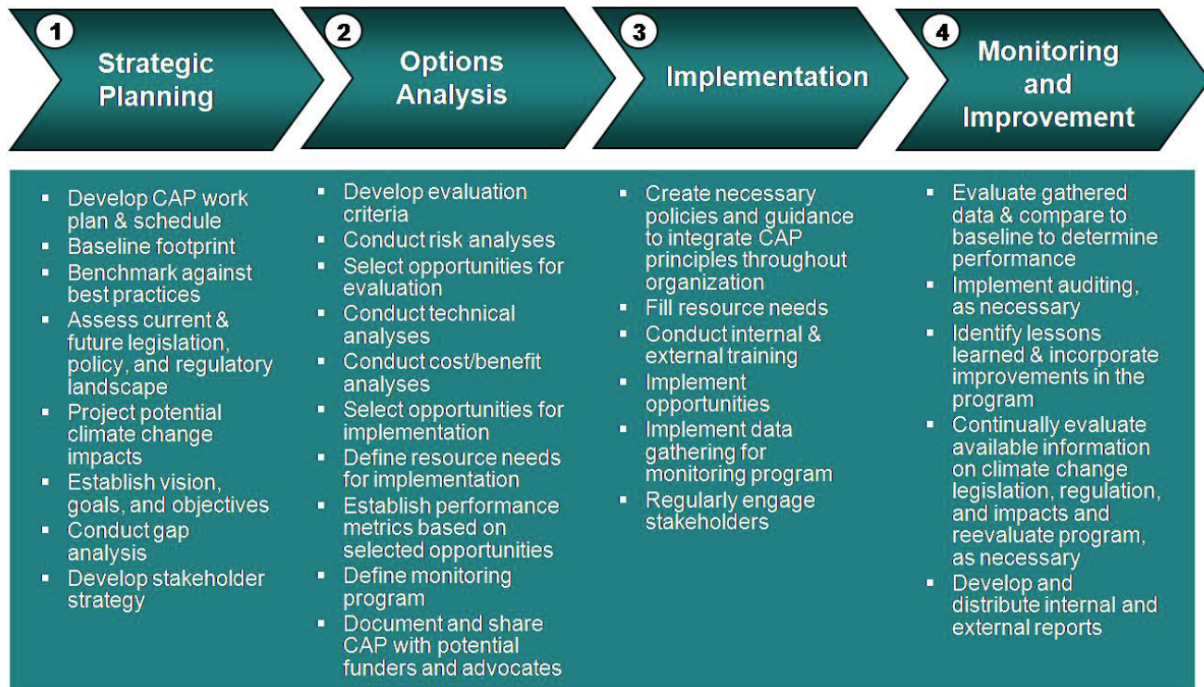 1
Strategic
Planning
2
Options
Analysis
3
Implementation
4
Monitoring
and
Improvement
▪ Develop CAP work
plan & schedule
▪ Baseline footprint
▪ Benchmark against
best practices
▪ Assess current &
future legislation,
policy, and regulatory
landscape
▪ Project potential
climate change
impacts
▪ Establish vision,
goals, and objectives
▪ Conduct gap
analysis
▪ Develop stakeholder
strategy
▪ Develop evaluation
criteria
▪ Conduct risk analyses
▪ Select opportunities for
evaluation
▪ Conduct technical
analyses
▪ Conduct cost/benefit
analyses
▪ Select opportunities for
implementation
▪ Define resource needs
for implementation
▪ Establish performance
metrics based on
selected opportunities
▪ Define monitoring
program
▪ Document and share
CAP with potential
funders and advocates
▪ Create necessary
policies and guidance
to integrate CAP
principles throughout
organization
▪ Fill resource needs
▪ Conduct internal &
external training
▪ Implement
opportunities
▪ Implement data
gathering for
monitoring program
▪ Regularly engage
stakeholders
▪ Evaluate gathered
data & compare to
baseline to determine
performance
▪ Implement auditing,
as necessary
▪ Identify lessons
learned & incorporate
improvements in the
program
▪ Continually evaluate
available information
on climate change
legislation, regulation,
and impacts and
reevaluate program,
as necessary
▪ Develop and
distribute internal and
external reports